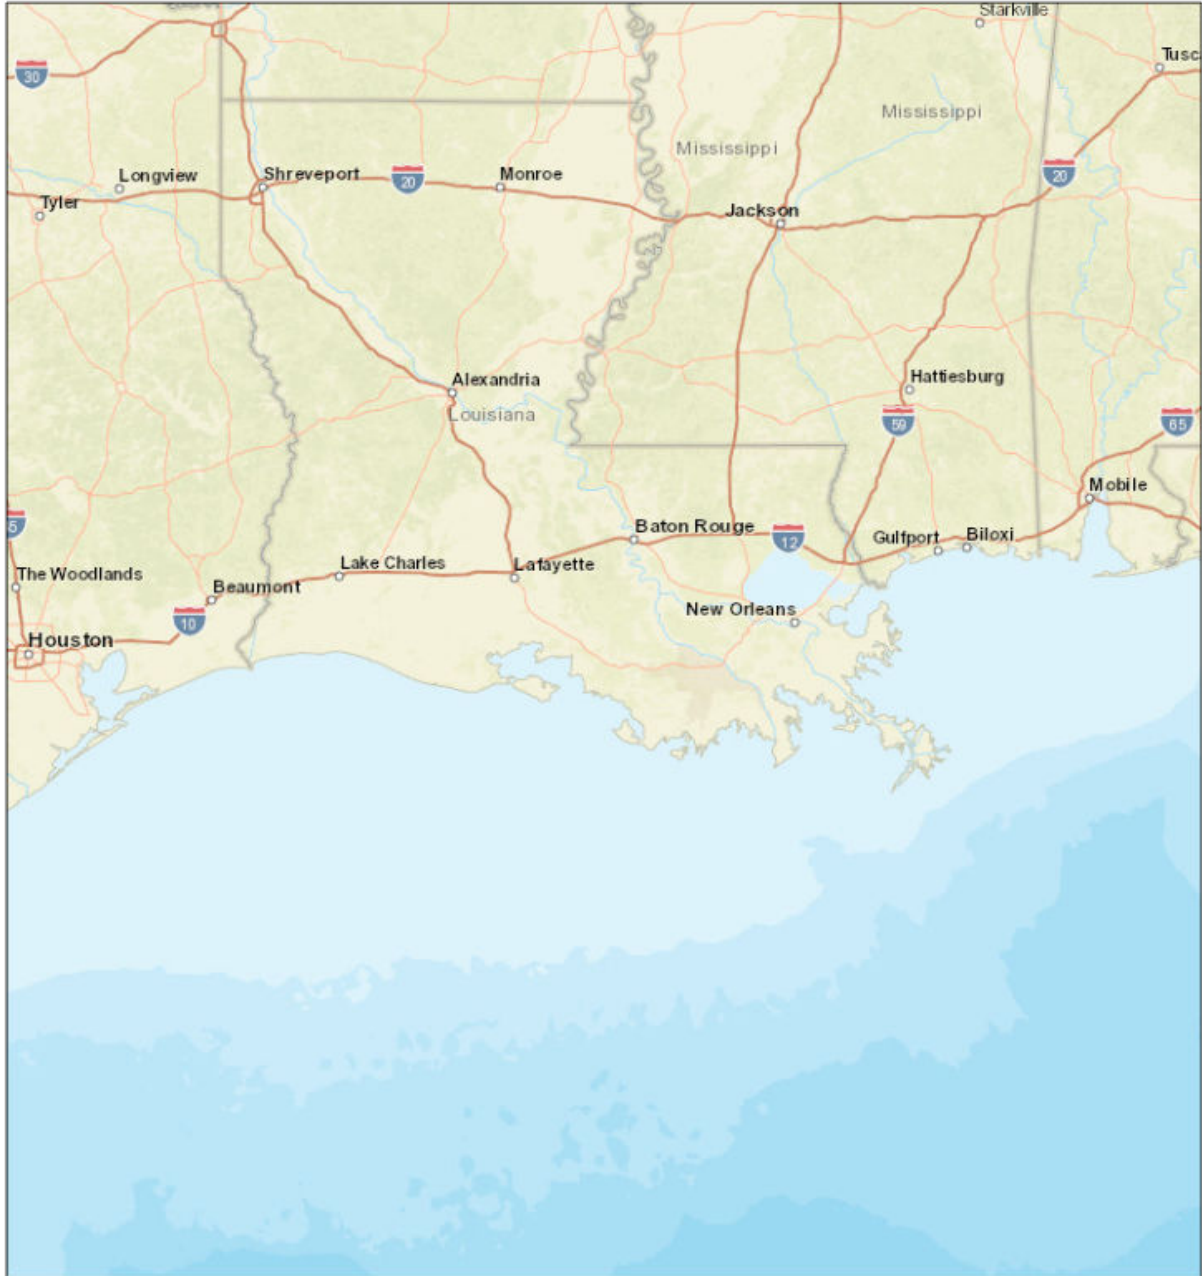 Starkville
Tusc
30
Mississippi
Mississippi
Longview
Shreveport
20
Monroe
20
Tyler
Jackson
Alexandria
Hattiesburg
Louisiana
59
65
Mobile
5
Baton Rouge
12
Gulfport
Biloxi
The Woodlands
Beaumont
Lake Charles
Lafayette
New Orleans
10
Houston